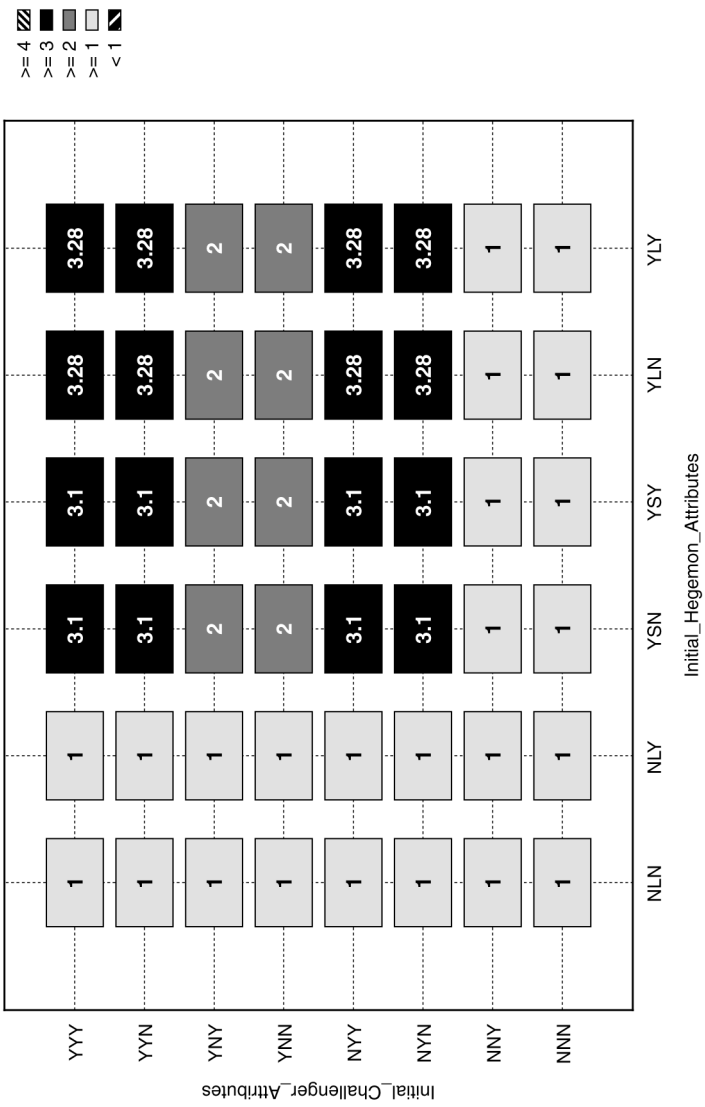 >= 4
>= 3
>= 2
>= 1
< 1
Initial_Challenger_Attributes
YYY 1 1 3.1 3.1 3.28 3.28
YYN 1 1 3.1 3.1 3.28 3.28
YNY 1 1 2 2 2 2
YNN 1 1 2 2 2 2
NYY 1 1 3.1 3.1 3.28 3.28
NYN 1 1 3.1 3.1 3.28 3.28
NNY 1 1 1 1 1 1
NNN 1 1 1 1 1 1
NLN NLY YSN YSY YLN YLY
Initial_Hegemon_Attributes